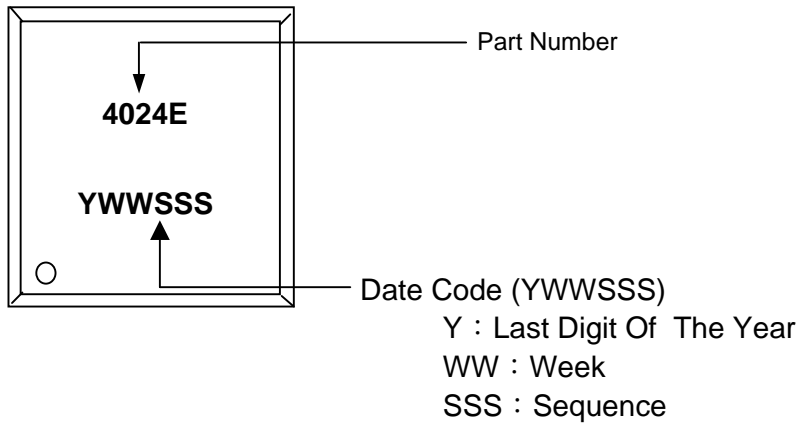 Part Number
4024E
YWWSSS
Date Code (YWWSSS)
Y：Last Digit Of The Year
WW：Week
SSS：Sequence